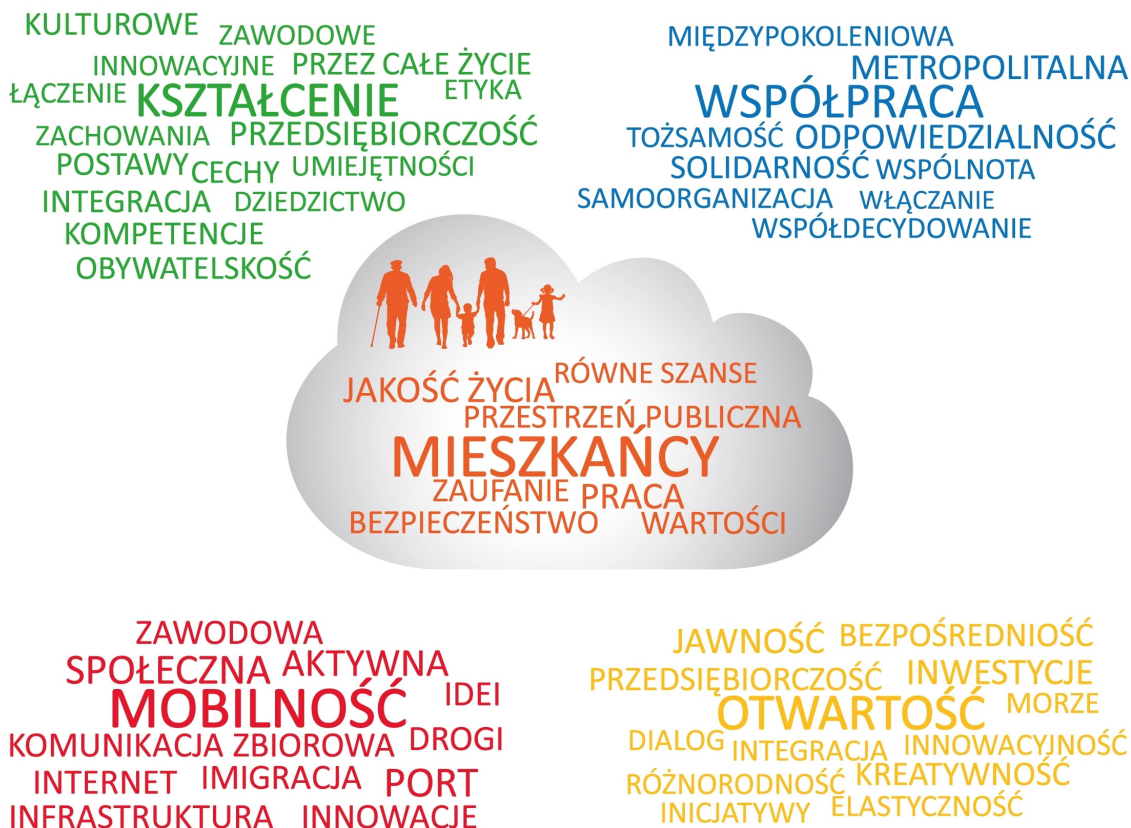 KULTUROWE ZAWODOWE
INNOWACYJNE PRZEZ CAŁE ŻYCIE
ŁĄCZENIE KSZTAŁCENIE ETYKA
ZACHOWANIA PRZEDSIĘBIORCZOŚĆ
POSTAWY CECHY UMIEJĘTNOŚCI
INTEGRACJA DZIEDZICTWO
KOMPETENCJE
OBYWATELSKOŚĆ
MIĘDZYPOKOLENIOWA
METROPOLITALNA
WSPÓŁPRACA
TOŻSAMOŚĆ ODPOWIEDZIALNOŚĆ
SOLIDARNOŚĆ WSPÓLNOTA
SAMOORGANIZACJA WŁĄCZANIE
WSPÓŁDECYDOWANIE
JAKOŚĆ ŻYCIA RÓWNE SZANSE
PRZESTRZEŃ PUBLICZNA
MIESZKAŃCY
ZAUFANIE PRACA
BEZPIECZEŃSTWO WARTOŚCI
ZAWODOWA
SPOŁECZNA AKTYWNA
MOBILNOŚĆ IDEI
KOMUNIKACJA ZBIOROWA DROGI
INTERNET IMIGRACJA PORT
INFRASTRUKTURA INNOWACJE
JAWNOŚĆ BEZPOŚREDNIOŚĆ
PRZEDSIĘBIORCZOŚĆ INWESTYCJE
OTWARTOŚĆ MORZE
DIALOG INTEGRACJA INNOWACYJNOŚĆ
RÓŻNORODNOŚĆ KREATYWNOŚĆ
INICJATYWY ELASTYCZNOŚĆ